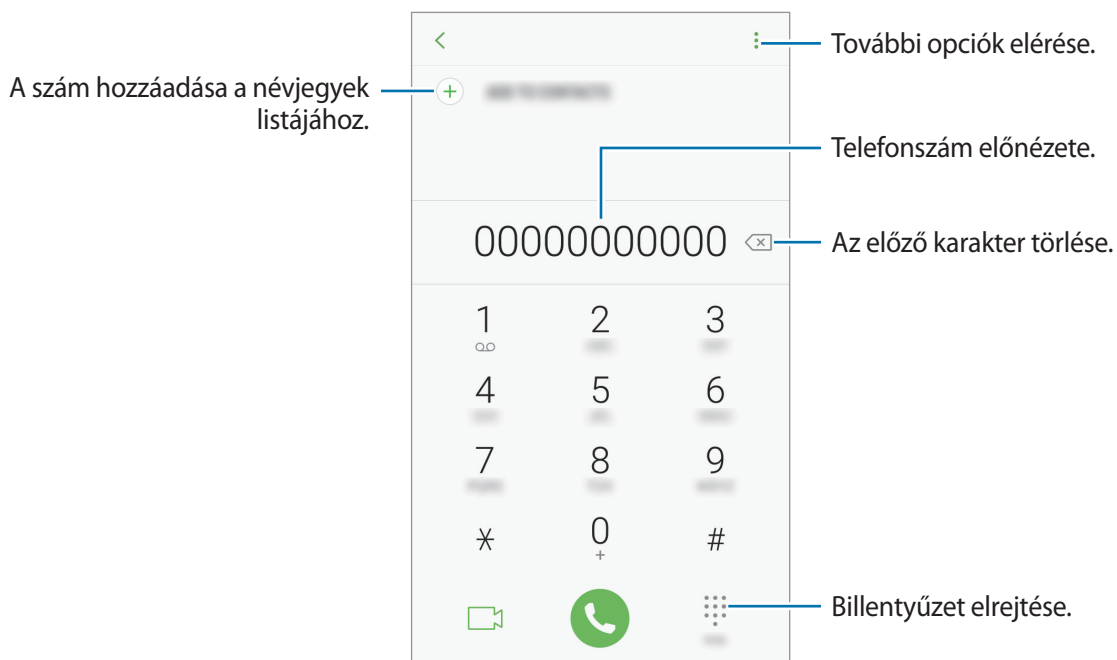 További opciók elérése.
A szám hozzáadása a névjegyek
listájához.
Telefonszám előnézete.
00000000000
Az előző karakter törlése.
1 2 3
4 5 6
7 8 9
* 0 #
+
Billentyűzet elrejtése.